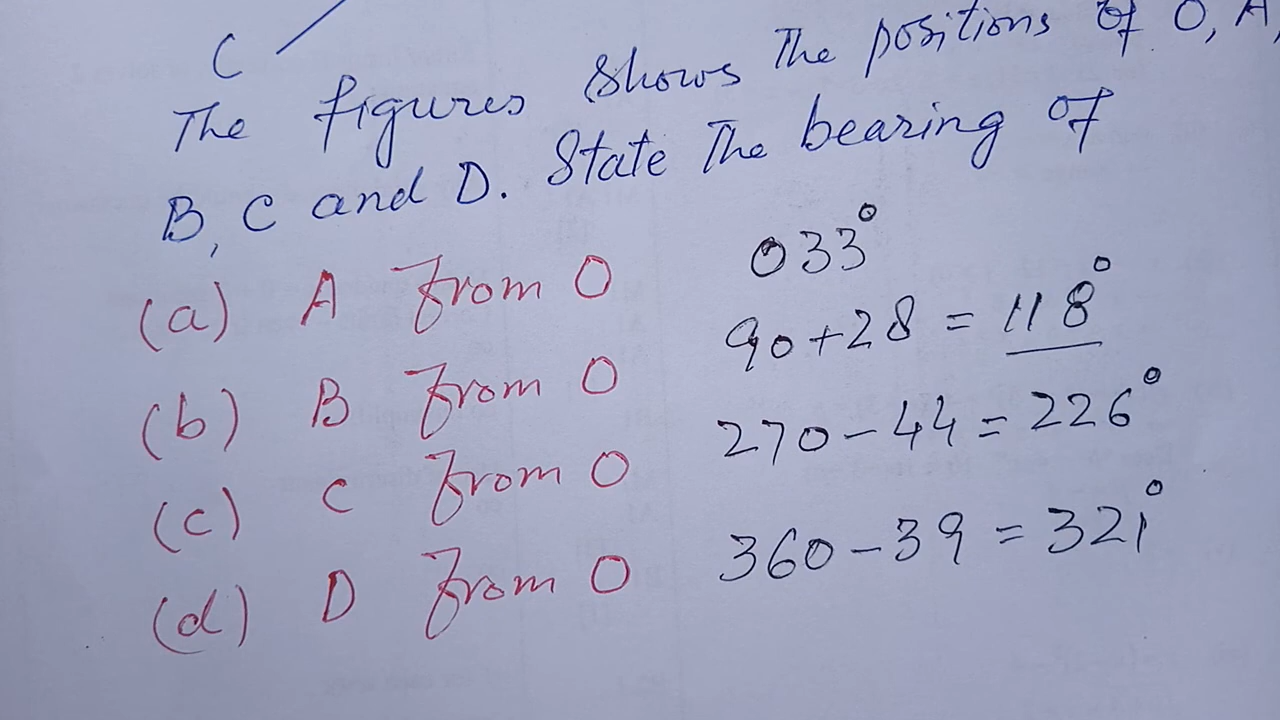 C
The figures shows The positions of O, A,
B, C and D. State The bearing of
(a) A from O 033°
(b) B from O 90+28 = 118°
(c) C from O 270-44 = 226°
(d) D from O 360-39 = 321°